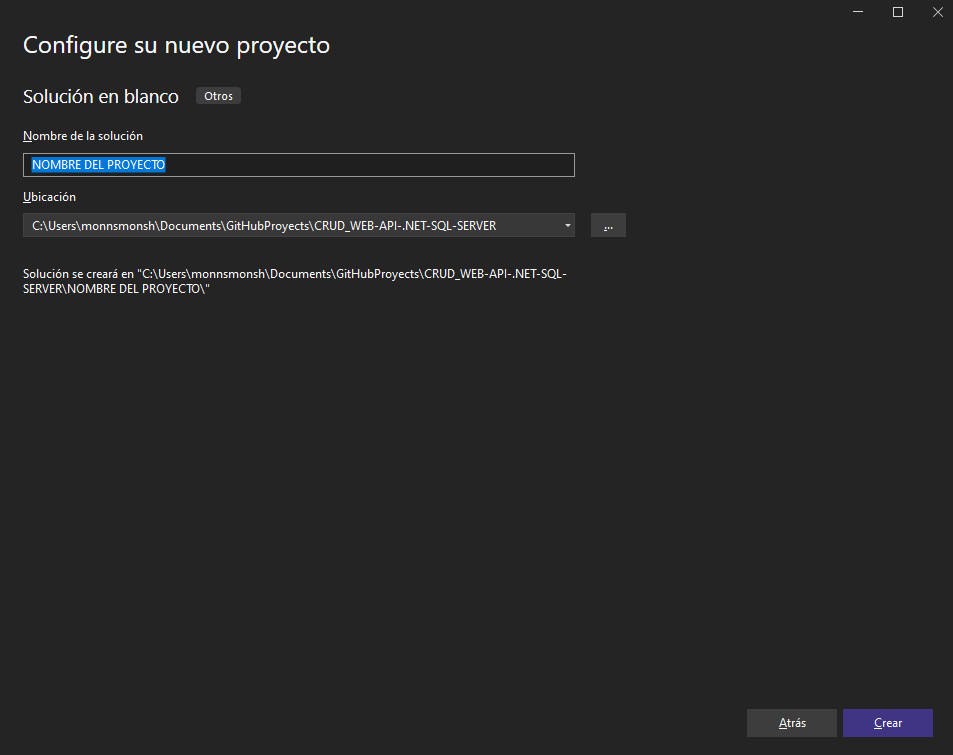 Configure su nuevo proyecto
Solución en blanco Otros
Nombre de la solución
NOMBRE DEL PROYECTO
Ubicación
C:\Users\monnsmonsh\Documents\GitHubProyects\CRUD_WEB-API-.NET-SQL-SERVER
...
Solución se creará en "C:\Users\monnsmonsh\Documents\GitHubProyects\CRUD_WEB-API-.NET-SQL-
SERVER\NOMBRE DEL PROYECTO\"
Atrás Crear